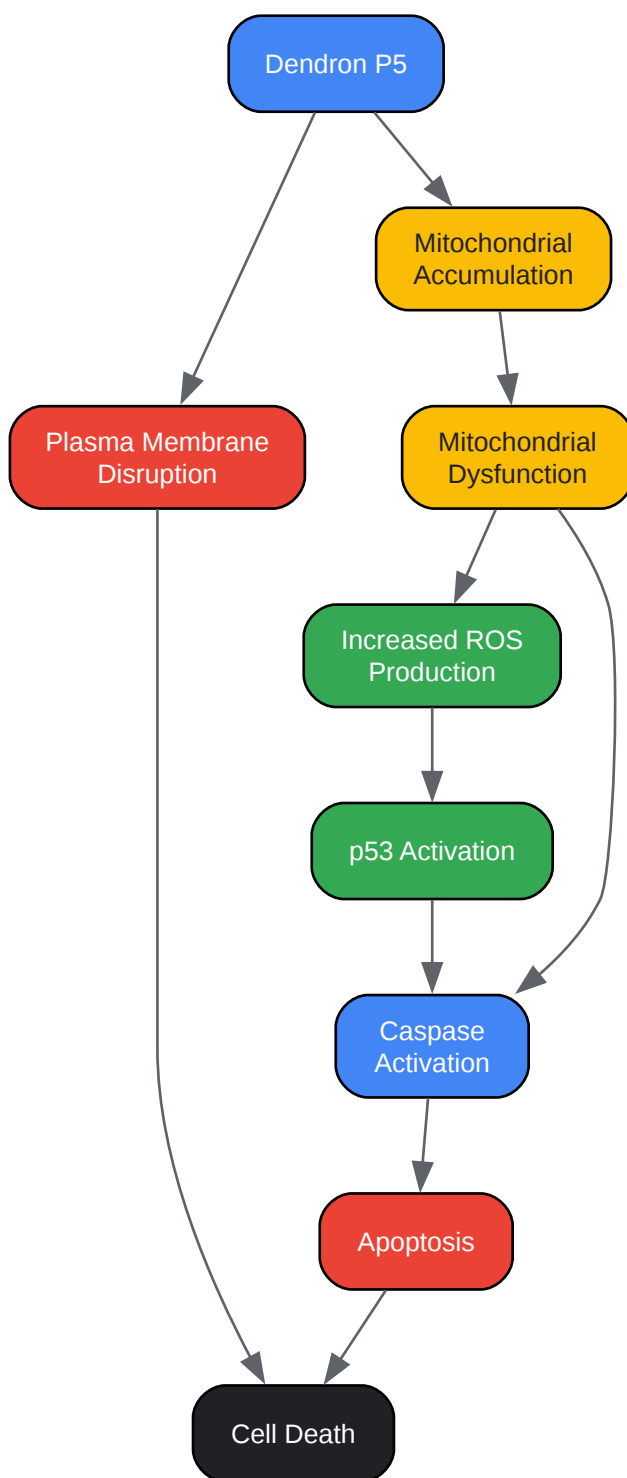 Dendron P5
Mitochondrial
Accumulation
Plasma Membrane
Disruption
Mitochondrial
Dysfunction
Increased ROS
Production
p53 Activation
Caspase
Activation
Apoptosis
Cell Death